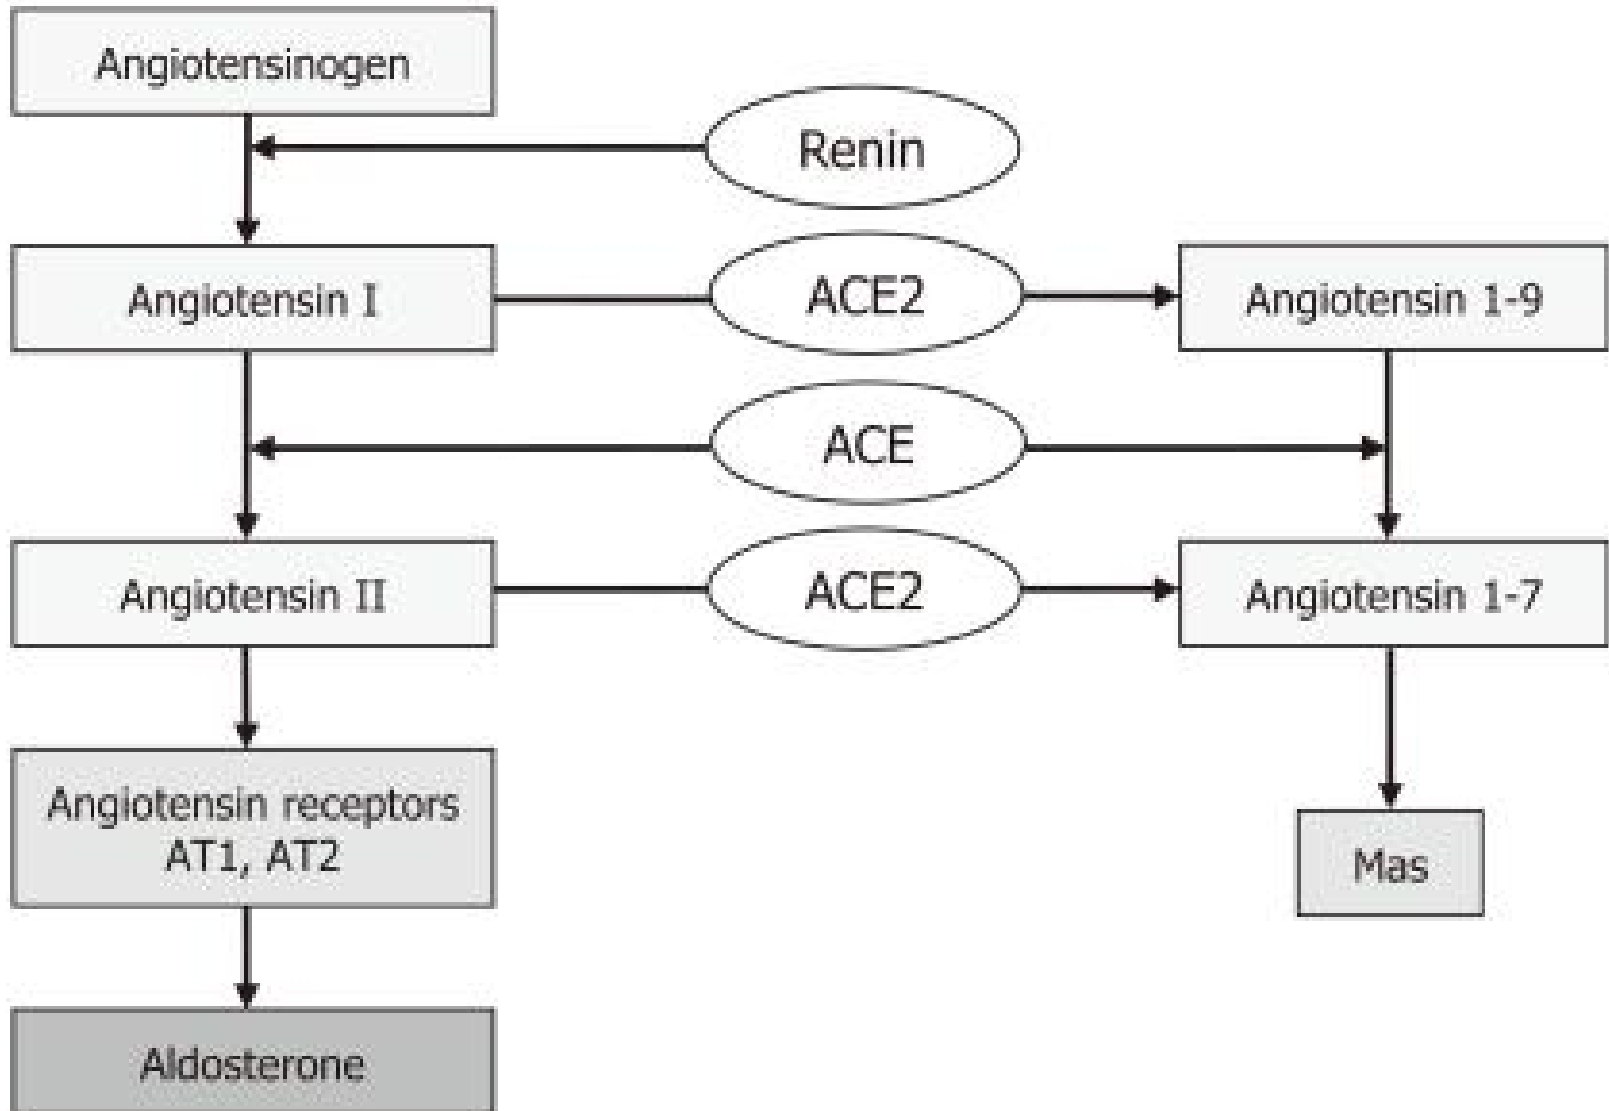 Angiotensinogen
Renin
Angiotensin I
ACE2
Angiotensin 1-9
ACE
Angiotensin II
ACE2
Angiotensin 1-7
Angiotensin receptors
AT1, AT2
Mas
Aldosterone